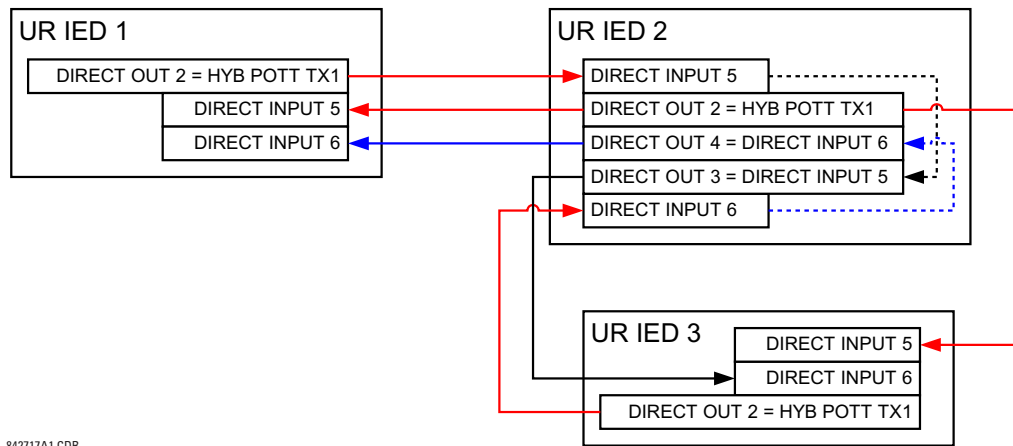 UR IED 1
DIRECT OUT 2 = HYB POTT TX1
DIRECT INPUT 5
DIRECT INPUT 6
UR IED 2
DIRECT INPUT 5
DIRECT OUT 2 = HYB POTT TX1
DIRECT OUT 4 = DIRECT INPUT 6
DIRECT OUT 3 = DIRECT INPUT 5
DIRECT INPUT 6
UR IED 3
DIRECT INPUT 5
DIRECT INPUT 6
DIRECT OUT 2 = HYB POTT TX1
842717A1.CDR